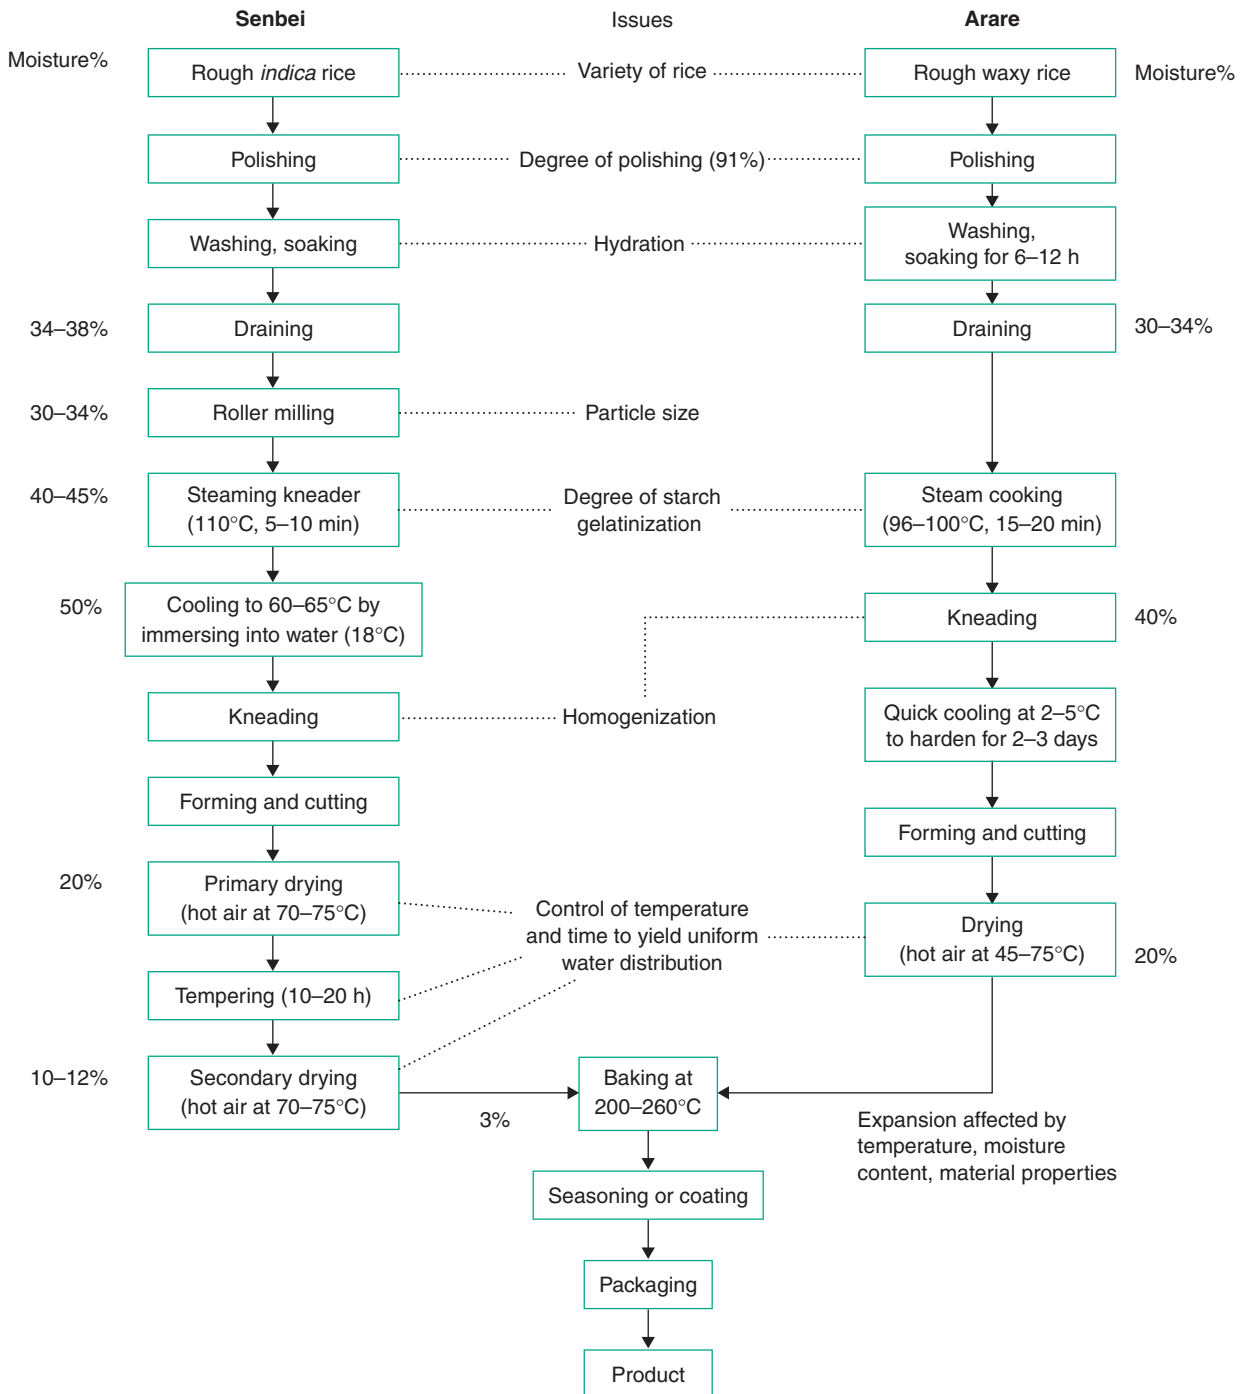 Senbei Issues Arare
Moisture% Moisture%
Rough indica rice Variety of rice Rough waxy rice
Polishing Degree of polishing (91%) Polishing
Washing, soaking Hydration Washing,
soaking for 6–12 h
34–38% Draining Draining 30–34%
30–34% Roller milling Particle size
40–45% Steaming kneader
(110°C, 5–10 min)
Degree of starch
gelatinization
Steam cooking
(96–100°C, 15–20 min)
50% Cooling to 60–65°C by
immersing into water (18°C)
Kneading 40%
Kneading Homogenization
Quick cooling at 2–5°C
to harden for 2–3 days
Forming and cutting
Forming and cutting
20% Primary drying
(hot air at 70–75°C)
Control of temperature
and time to yield uniform
water distribution
Drying
(hot air at 45–75°C) 20%
Tempering (10–20 h)
10–12% Secondary drying
(hot air at 70–75°C)
3%
Baking at
200–260°C
Expansion affected by
temperature, moisture
content, material properties
Seasoning or coating
Packaging
Product